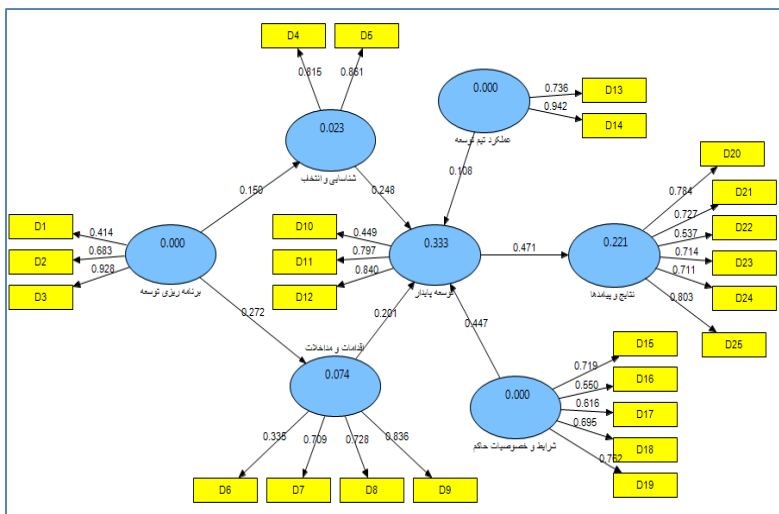 D4
D5
0.815
0.861
0.023
شناسایی و انتخاب
0.000
عملکرد تیم توسعه
0.736
D13
0.942
D14
0.108
0.150
0.248
D1
D2
D3
0.414
0.683
0.928
0.000
برنامه ریزی توسعه
0.272
D10
D11
D12
0.449
0.797
0.840
0.333
توسعه پایدار
0.471
0.221
نتایج و پیامدها
0.784
0.727
0.537
0.714
0.711
0.803
D20
D21
D22
D23
D24
D25
0.201
0.447
اقدامات و مداخلات
0.074
0.335
0.709
0.728
0.836
D6
D7
D8
D9
0.000
شرایط و خصوصیات حاکم
0.719
0.550
0.616
0.695
0.762
D15
D16
D17
D18
D19